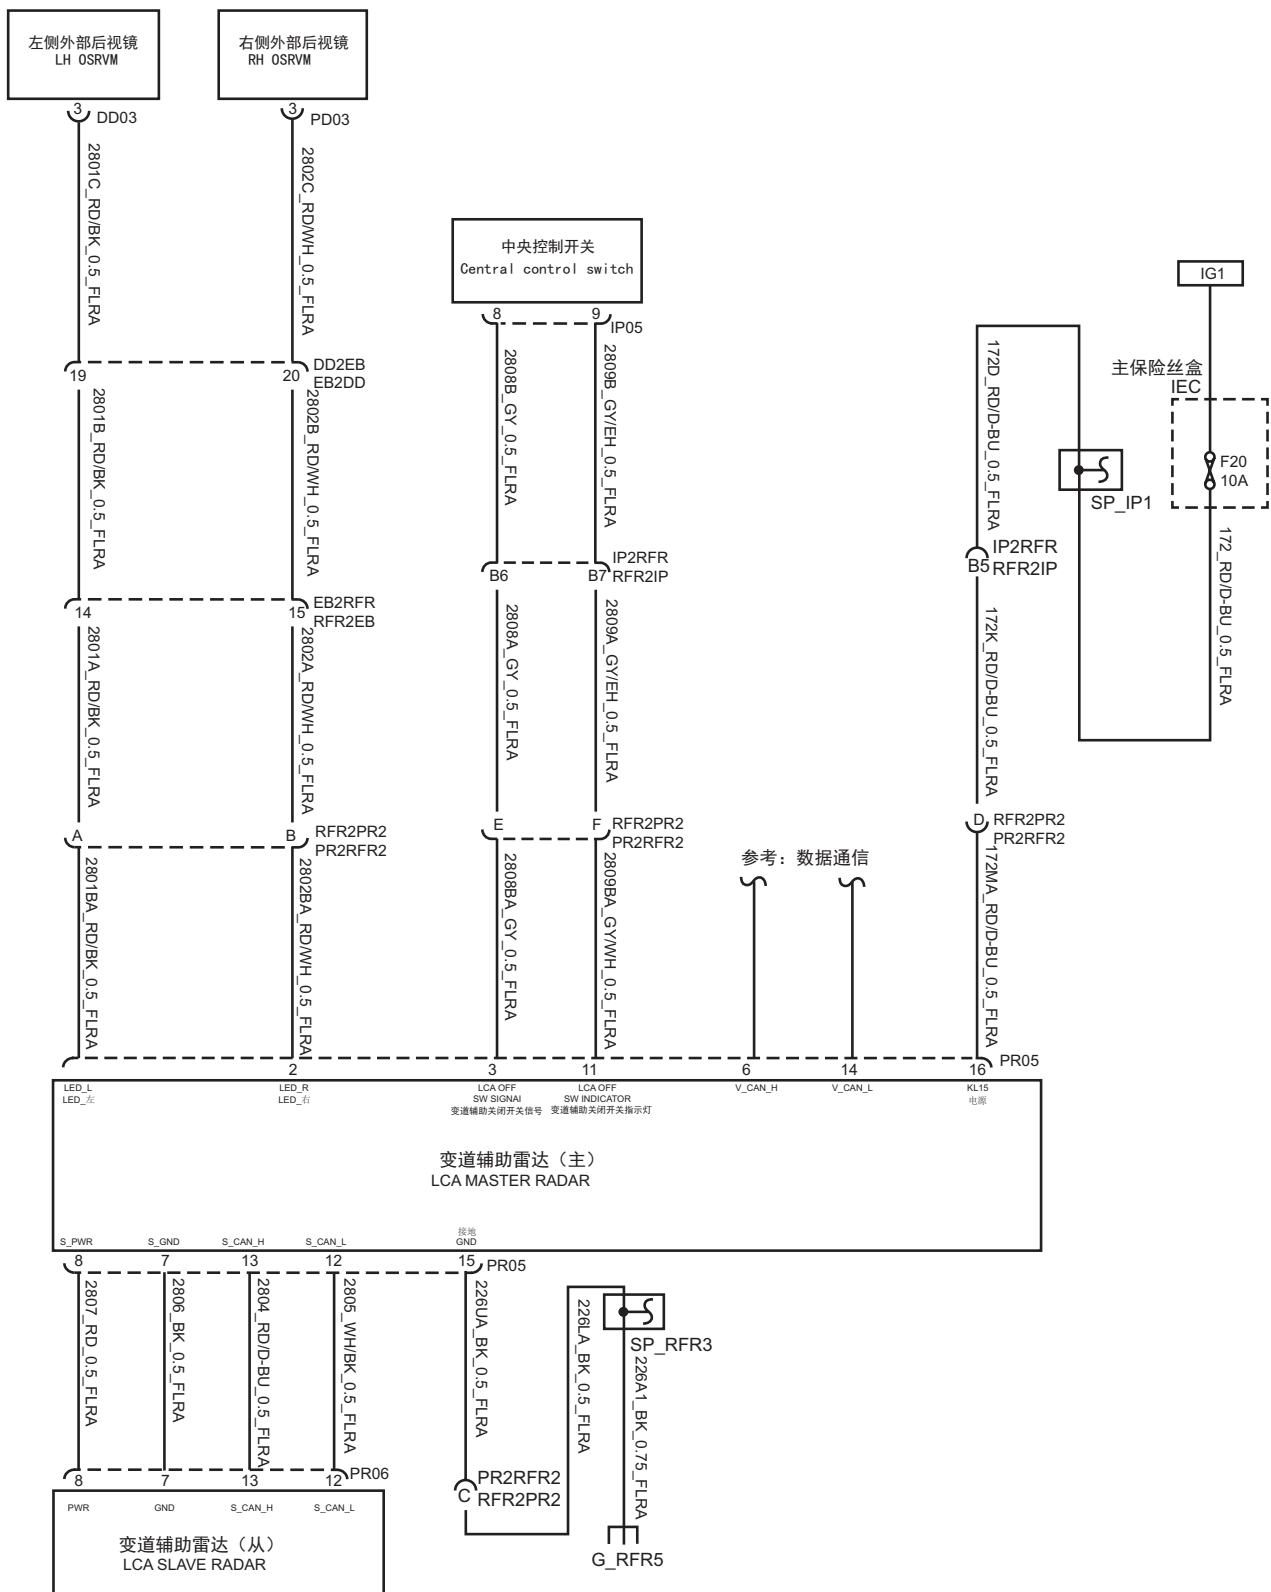 左侧外部后视镜
LH OSRVM
右侧外部后视镜
RH OSRVM
3
DD03
3
PD03
2801C_RD/BK_0.5_FLRA
2802C_RD/WH_0.5_FLRA
中央控制开关
Central control switch
8
9
IP05
IG1
主保险丝盒
IEC
F20
10A
SP_IP1
172D_RD/D-BU_0.5_FLRA
172_RD/D-BU_0.5_FLRA
19
20
DD2EB
EB2DD
2801B_RD/BK_0.5_FLRA
2802B_RD/WH_0.5_FLRA
2808B_GY_0.5_FLRA
2809B_GY/EH_0.5_FLRA
B6
B7
IP2RFR
RFR2IP
B5
IP2RFR
RFR2IP
14
15
EB2RFR
RFR2EB
2801A_RD/BK_0.5_FLRA
2802A_RD/WH_0.5_FLRA
2808A_GY_0.5_FLRA
2809A_GY/EH_0.5_FLRA
172K_RD/D-BU_0.5_FLRA
A
B
RFR2PR2
PR2RFR2
E
F
RFR2PR2
PR2RFR2
D
RFR2PR2
PR2RFR2
参考：数据通信
2801BA_RD/BK_0.5_FLRA
2802BA_RD/WH_0.5_FLRA
2808BA_GY_0.5_FLRA
2809BA_GY/WH_0.5_FLRA
172MA_RD/D-BU_0.5_FLRA
PR05
2
3
11
6
14
16
LED_L
LED_左
LED_R
LED_右
LCA OFF
SW SIGNAI
变道辅助关闭开关信号
LCA OFF
SW INDICATOR
变道辅助关闭开关指示灯
V_CAN_H
V_CAN_L
KL15
电源
变道辅助雷达（主）
LCA MASTER RADAR
S_PWR
S_GND
S_CAN_H
S_CAN_L
接地
GND
8
7
13
12
15
PR05
2807_RD_0.5_FLRA
2806_BK_0.5_FLRA
2804_RD/D-BU_0.5_FLRA
2805_WH/BK_0.5_FLRA
226UA_BK_0.5_FLRA
226LA_BK_0.5_FLRA
SP_RFR3
226A1_BK_0.75_FLRA
8
7
13
12
PR06
C
PR2RFR2
RFR2PR2
G_RFR5
PWR
GND
S_CAN_H
S_CAN_L
变道辅助雷达（从）
LCA SLAVE RADAR